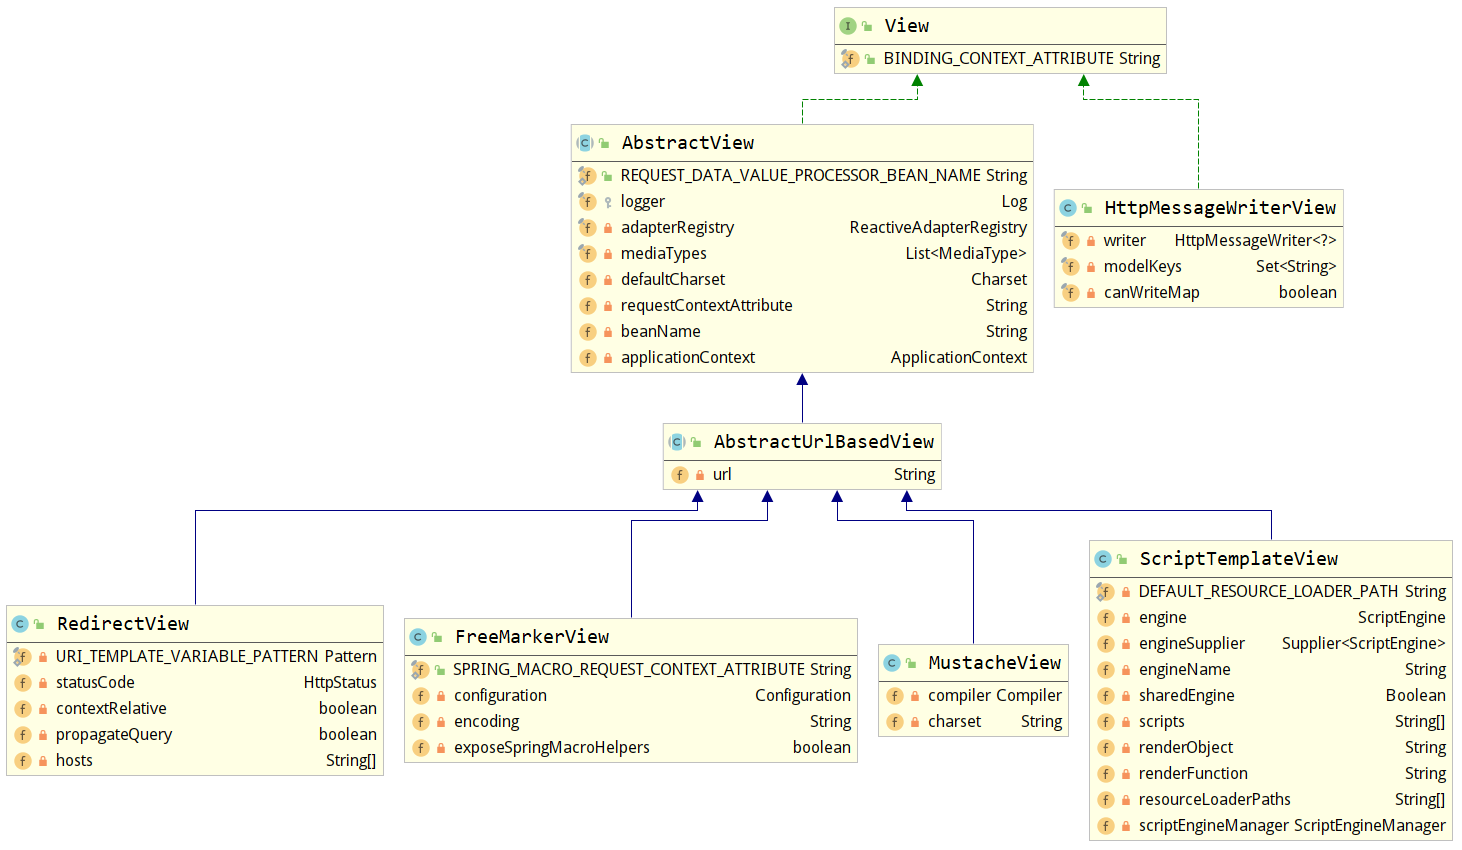 View
BINDING_CONTEXT_ATTRIBUTE String
AbstractView
REQUEST_DATA_VALUE_PROCESSOR_BEAN_NAME String
logger Log
adapterRegistry ReactiveAdapterRegistry
mediaTypes List<MediaType>
defaultCharset Charset
requestContextAttribute String
beanName String
applicationContext ApplicationContext
HttpMessageWriterView
writer HttpMessageWriter<?>
modelKeys Set<String>
canWriteMap boolean
AbstractUrlBasedView
url String
RedirectView
URI_TEMPLATE_VARIABLE_PATTERN Pattern
statusCode HttpStatus
contextRelative boolean
propagateQuery boolean
hosts String[]
FreeMarkerView
SPRING_MACRO_REQUEST_CONTEXT_ATTRIBUTE String
configuration Configuration
encoding String
exposeSpringMacroHelpers boolean
MustacheView
compiler Compiler
charset String
ScriptTemplateView
DEFAULT_RESOURCE_LOADER_PATH String
engine ScriptEngine
engineSupplier Supplier<ScriptEngine>
engineName String
sharedEngine Boolean
scripts String[]
renderObject String
renderFunction String
resourceLoaderPaths String[]
scriptEngineManager ScriptEngineManager